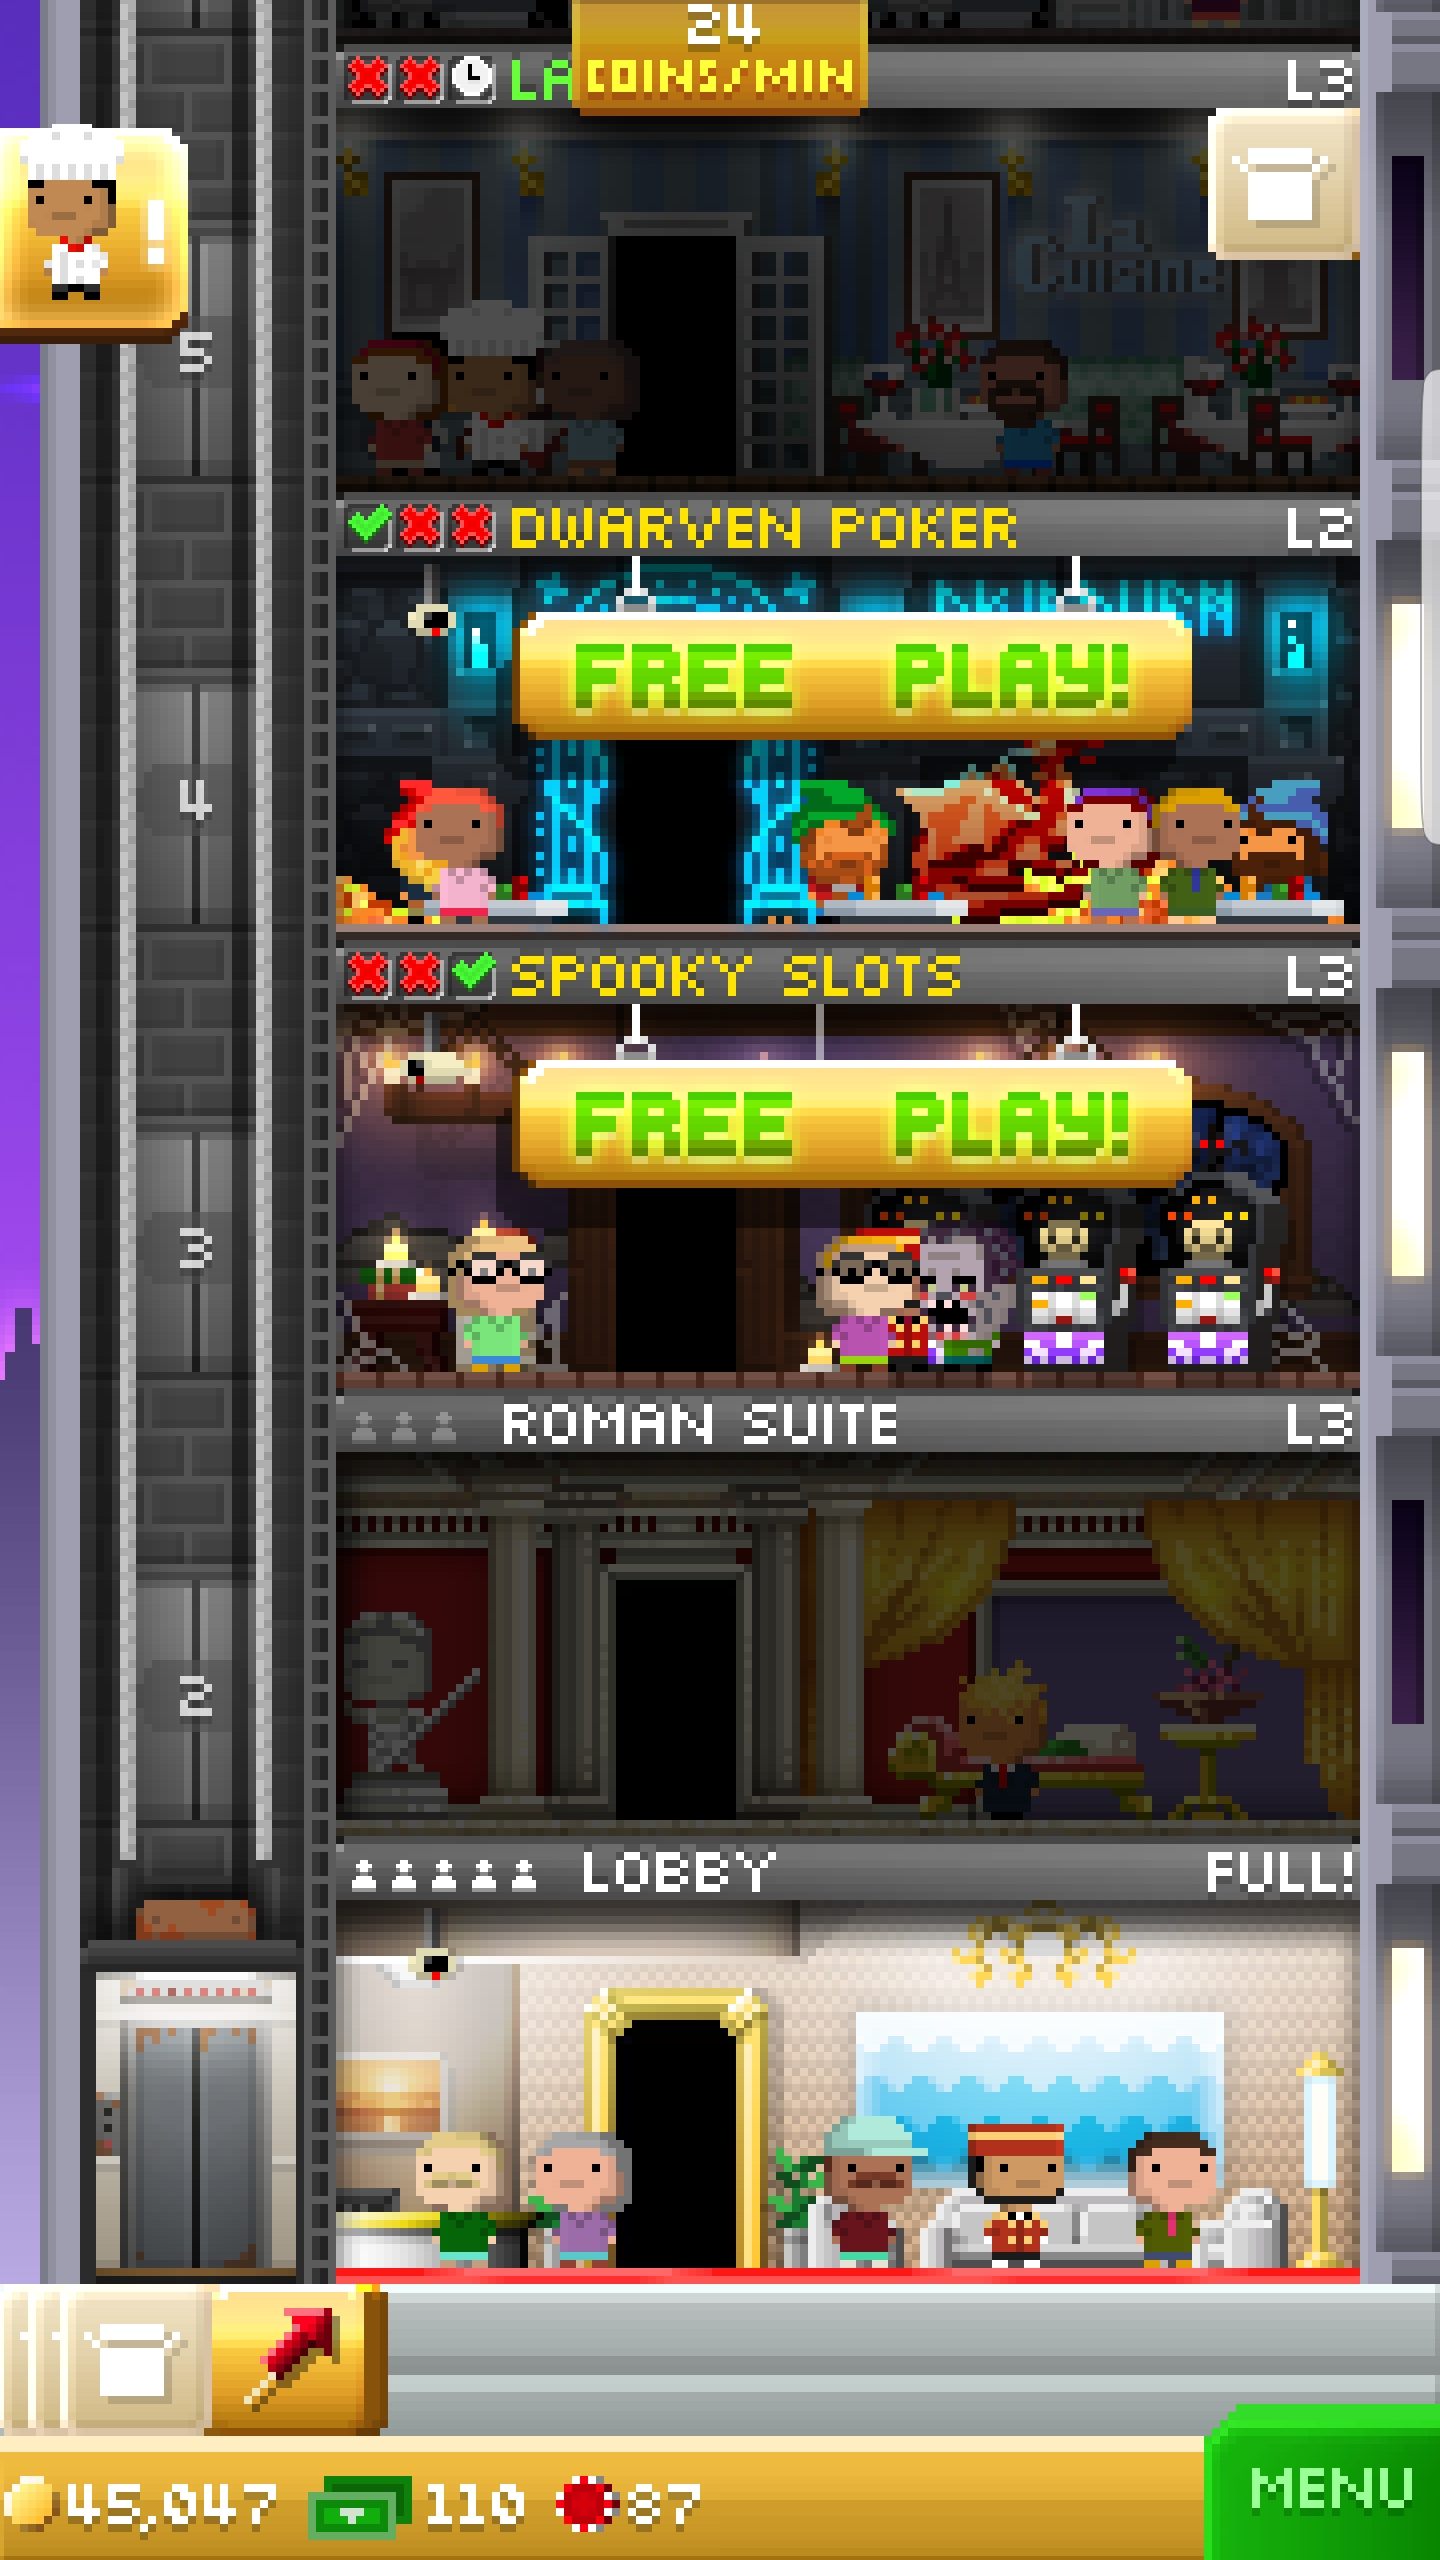 24
COINS/MIN
LA
L3
La
Cuisine
5
DWARVEN POKER
L2
FREE PLAY!
4
SPOOKY SLOTS
L3
FREE PLAY!
3
ROMAN SUITE
L3
2
LOBBY
FULL!
45,047
110
87
MENU